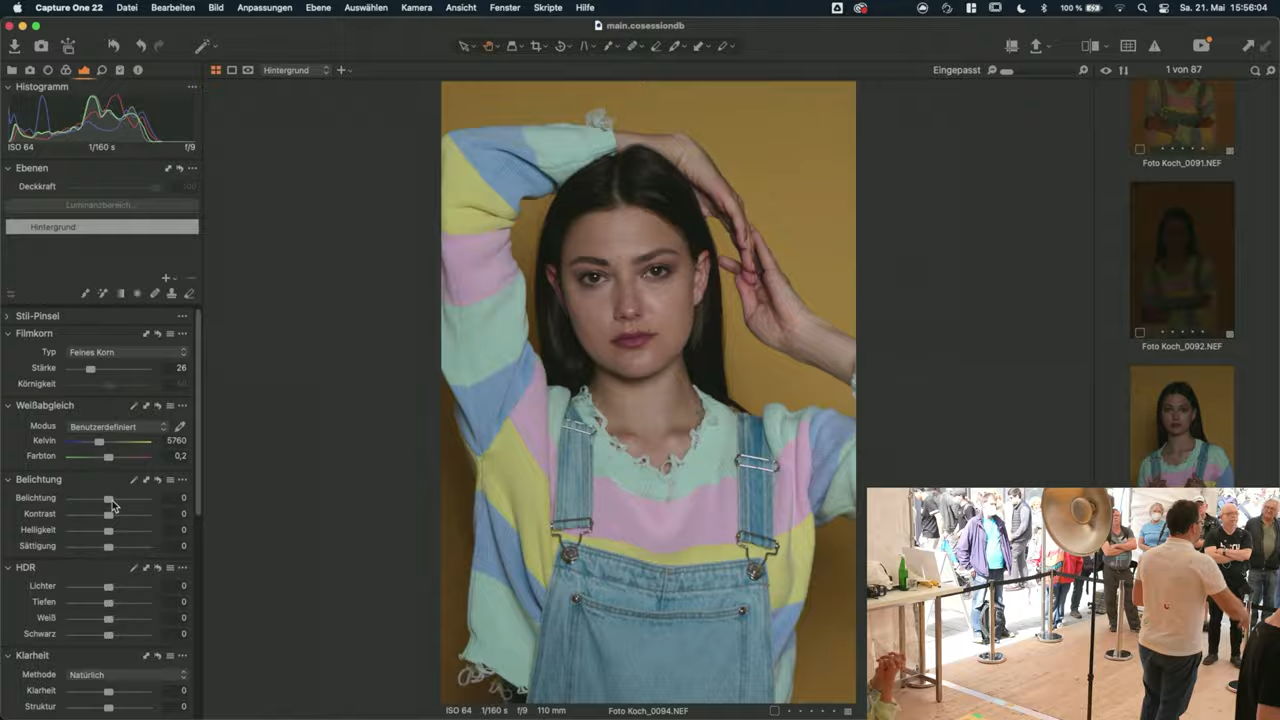 Capture One 22 Datei Bearbeiten Bild Anpassungen Ebene Auswählen Kamera Ansicht Fenster Skripte Hilfe 100 % Sa. 21. Mai 15:56:04
main.cosessiondb
Hintergrund Eingepasst 1 von 87
Histogramm
ISO 64 1/160 s f/9
Ebenen
Deckkraft 100
Luminanzbereich...
Hintergrund
Stil-Pinsel
Filmkorn
Typ Feines Korn
Stärke 26
Körnigkeit
Weißabgleich
Modus Benutzerdefiniert
Kelvin 5760
Farbton 0,2
Belichtung
Belichtung 0
Kontrast 0
Helligkeit 0
Sättigung 0
HDR
Lichter 0
Tiefen 0
Weiß 0
Schwarz 0
Klarheit
Methode Natürlich
Klarheit 0
Struktur 0
ISO 64 1/160 s f/9 110 mm Foto Koch_0094.NEF
Foto Koch_0091.NEF
Foto Koch_0092.NEF